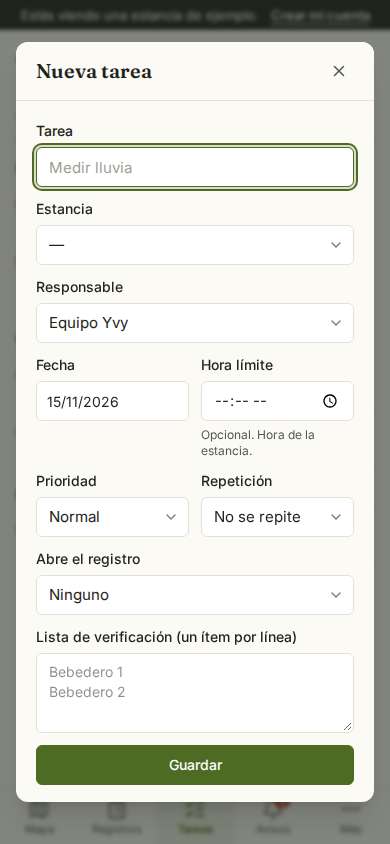 Estás viendo una estancia de ejemplo. Crear mi cuenta
Nueva tarea
Tarea
Medir lluvia
Estancia
—
Responsable
Equipo Yvy
Fecha Hora límite
15/11/2026 --:-- --
Opcional. Hora de la
estancia.
Prioridad Repetición
Normal No se repite
Abre el registro
Ninguno
Lista de verificación (un ítem por línea)
Bebedero 1
Bebedero 2
Guardar
Mapa Registros Tareas Avisos Más